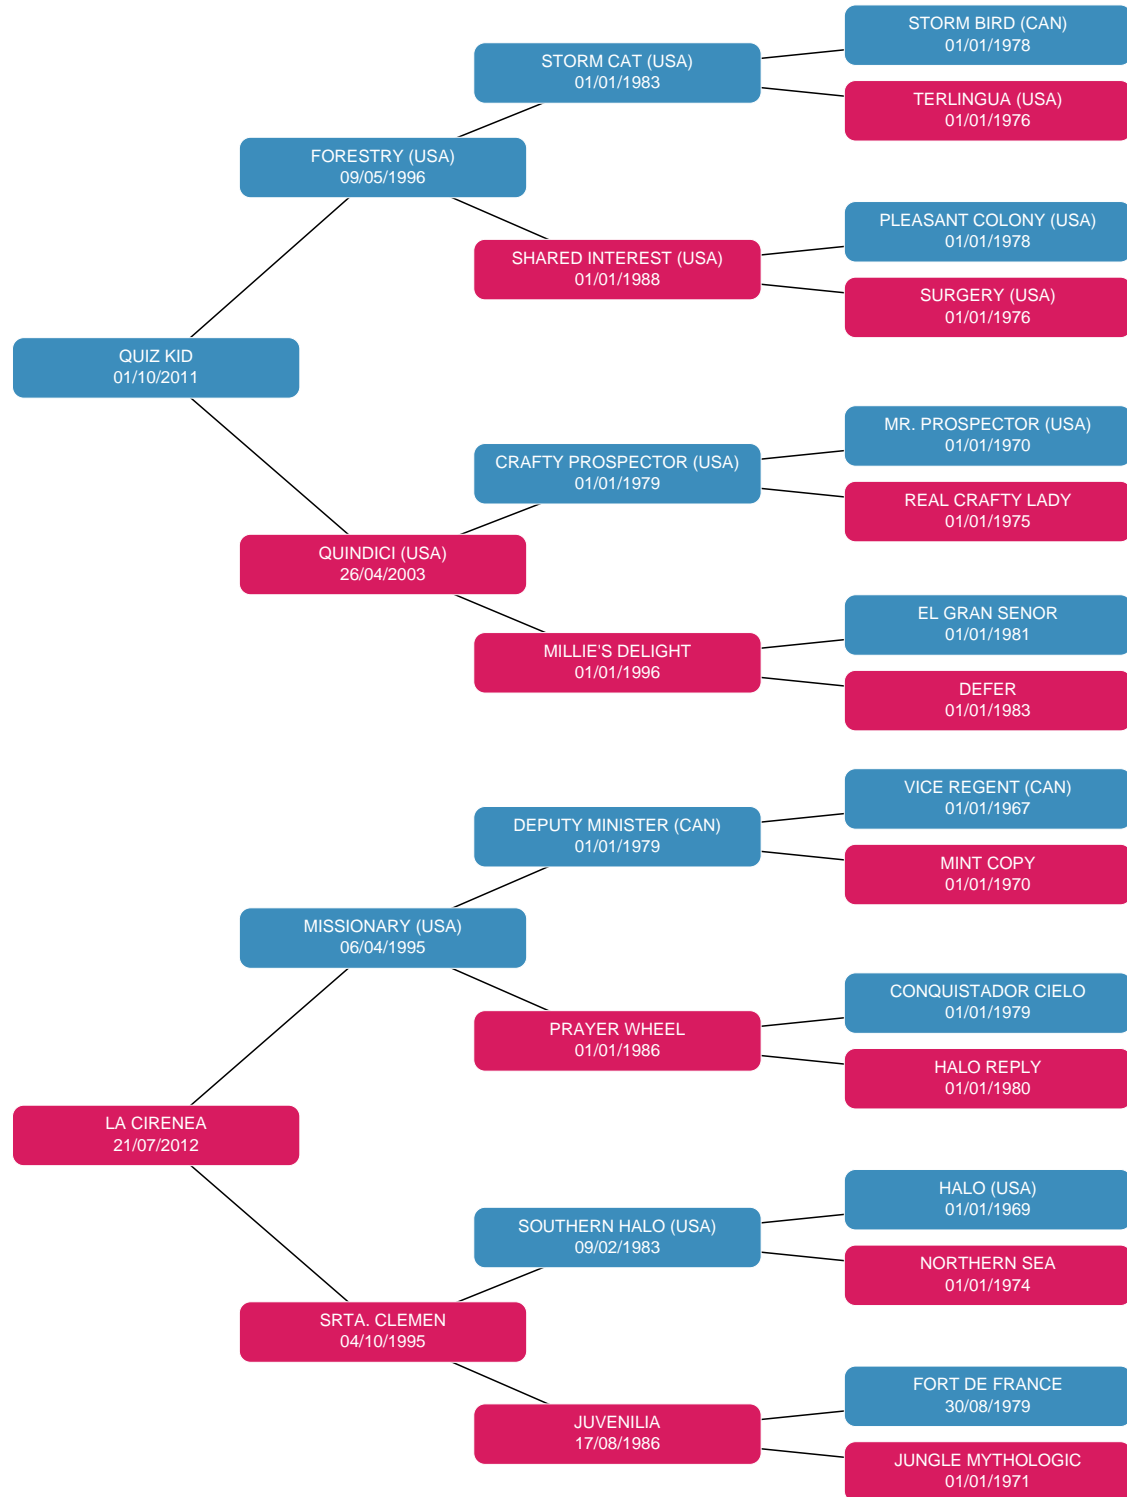 STORM BIRD (CAN)
01/01/1978
STORM CAT (USA)
01/01/1983
TERLINGUA (USA)
01/01/1976
FORESTRY (USA)
09/05/1996
PLEASANT COLONY (USA)
01/01/1978
SHARED INTEREST (USA)
01/01/1988
SURGERY (USA)
01/01/1976
QUIZ KID
01/10/2011
MR. PROSPECTOR (USA)
01/01/1970
CRAFTY PROSPECTOR (USA)
01/01/1979
REAL CRAFTY LADY
01/01/1975
QUINDICI (USA)
26/04/2003
EL GRAN SENOR
01/01/1981
MILLIE'S DELIGHT
01/01/1996
DEFER
01/01/1983
VICE REGENT (CAN)
01/01/1967
DEPUTY MINISTER (CAN)
01/01/1979
MINT COPY
01/01/1970
MISSIONARY (USA)
06/04/1995
CONQUISTADOR CIELO
01/01/1979
PRAYER WHEEL
01/01/1986
HALO REPLY
01/01/1980
LA CIRENEA
21/07/2012
HALO (USA)
01/01/1969
SOUTHERN HALO (USA)
09/02/1983
NORTHERN SEA
01/01/1974
SRTA. CLEMEN
04/10/1995
FORT DE FRANCE
30/08/1979
JUVENILIA
17/08/1986
JUNGLE MYTHOLOGIC
01/01/1971